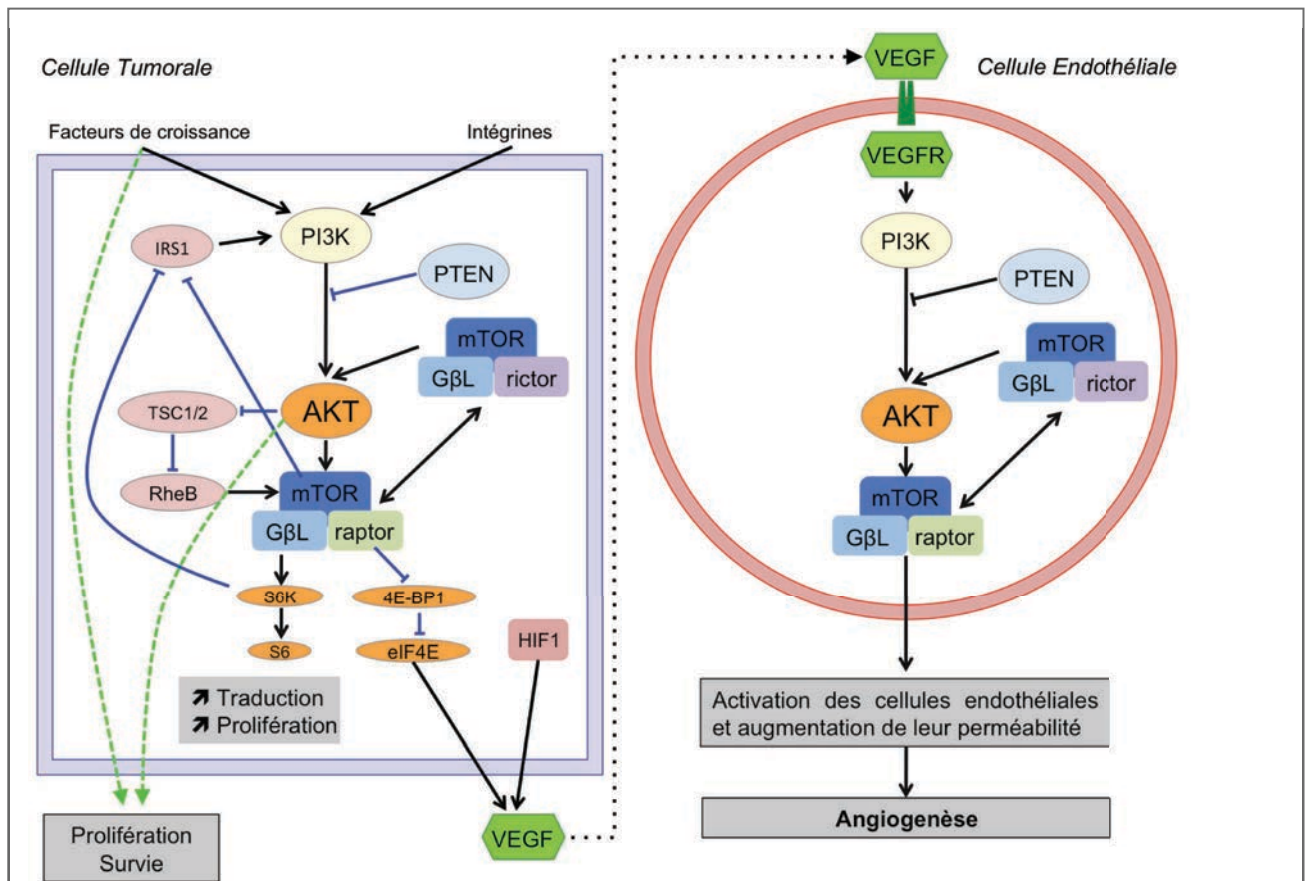 Cellule Tumorale
Facteurs de croissance
Intégrines
IRS1
PI3K
PTEN
mTOR
GβL
rictor
TSC1/2
AKT
RheB
mTOR
GβL
raptor
S6K
4E-BP1
S6
eIF4E
HIF1
↗ Traduction
↗ Prolifération
Prolifération
Survie
VEGF
VEGF
Cellule Endothéliale
VEGFR
PI3K
PTEN
mTOR
GβL
rictor
AKT
mTOR
GβL
raptor
Activation des cellules endothéliales
et augmentation de leur perméabilité
Angiogenèse